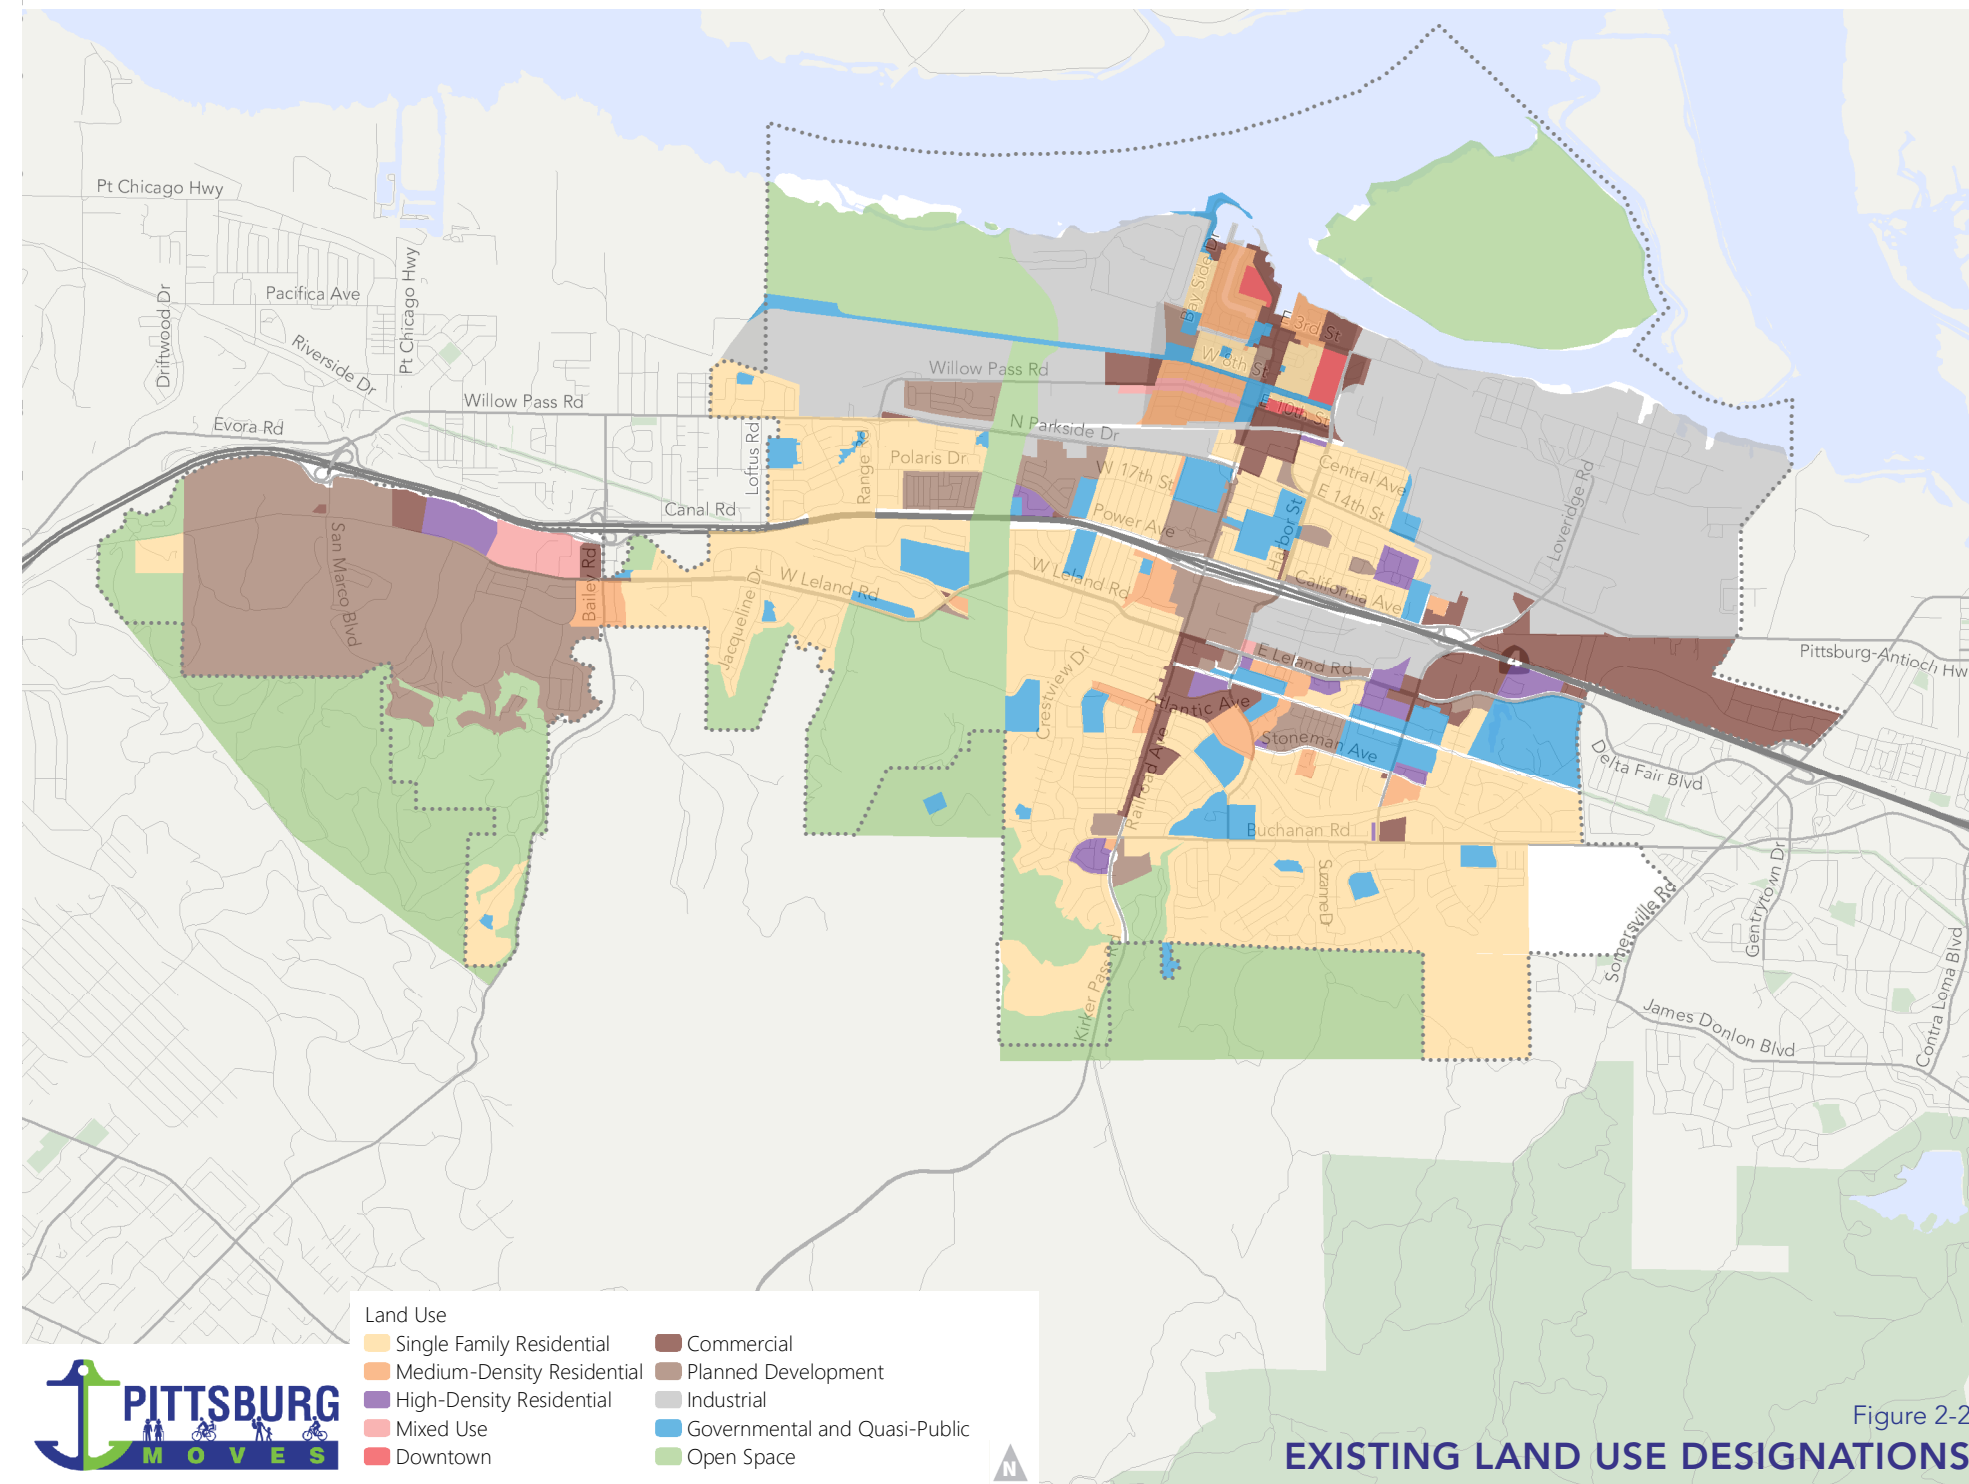 Pt Chicago Hwy
Pt Chicago Hwy
Driftwood Dr
Pacifica Ave
Riverside Dr
Evora Rd
Willow Pass Rd
Willow Pass Rd
Bay Side Dr
E 3rd St
W 8th St
E 10th St
N Parkside Dr
Loftus Rd
Range Rd
Polaris Dr
W 17th St
Central Ave
E 14th St
Loveridge Rd
Canal Rd
Power Ave
Harbor St
San Marco Blvd
Bailey Rd
W Leland Rd
W Leland Rd
California Ave
Jacqueline Dr
E Leland Rd
Pittsburg-Antioch Hw
Crestview Dr
Atlantic Ave
Stoneman Ave
Delta Fair Blvd
Railroad Ave
Buchanan Rd
Suzanne Dr
Somersville Rd
Gentrytown Dr
Contra Loma Blvd
Kirker Pass Rd
James Donlon Blvd
Land Use
Single Family Residential
Medium-Density Residential
High-Density Residential
Mixed Use
Downtown
Commercial
Planned Development
Industrial
Governmental and Quasi-Public
Open Space
PITTSBURG
MOVES
N
Figure 2-2
EXISTING LAND USE DESIGNATIONS